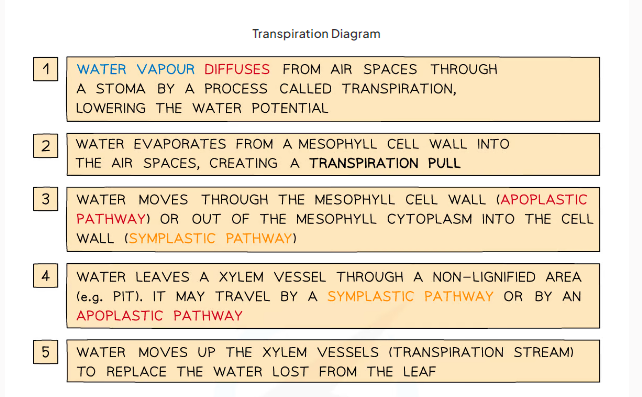 Transpiration Diagram
1
WATER VAPOUR DIFFUSES FROM AIR SPACES THROUGH
A STOMA BY A PROCESS CALLED TRANSPIRATION,
LOWERING THE WATER POTENTIAL
2
WATER EVAPORATES FROM A MESOPHYLL CELL WALL INTO
THE AIR SPACES, CREATING A TRANSPIRATION PULL
3
WATER MOVES THROUGH THE MESOPHYLL CELL WALL (APOPLASTIC
PATHWAY) OR OUT OF THE MESOPHYLL CYTOPLASM INTO THE CELL
WALL (SYMPLASTIC PATHWAY)
4
WATER LEAVES A XYLEM VESSEL THROUGH A NON-LIGNIFIED AREA
(e.g. PIT). IT MAY TRAVEL BY A SYMPLASTIC PATHWAY OR BY AN
APOPLASTIC PATHWAY
5
WATER MOVES UP THE XYLEM VESSELS (TRANSPIRATION STREAM)
TO REPLACE THE WATER LOST FROM THE LEAF